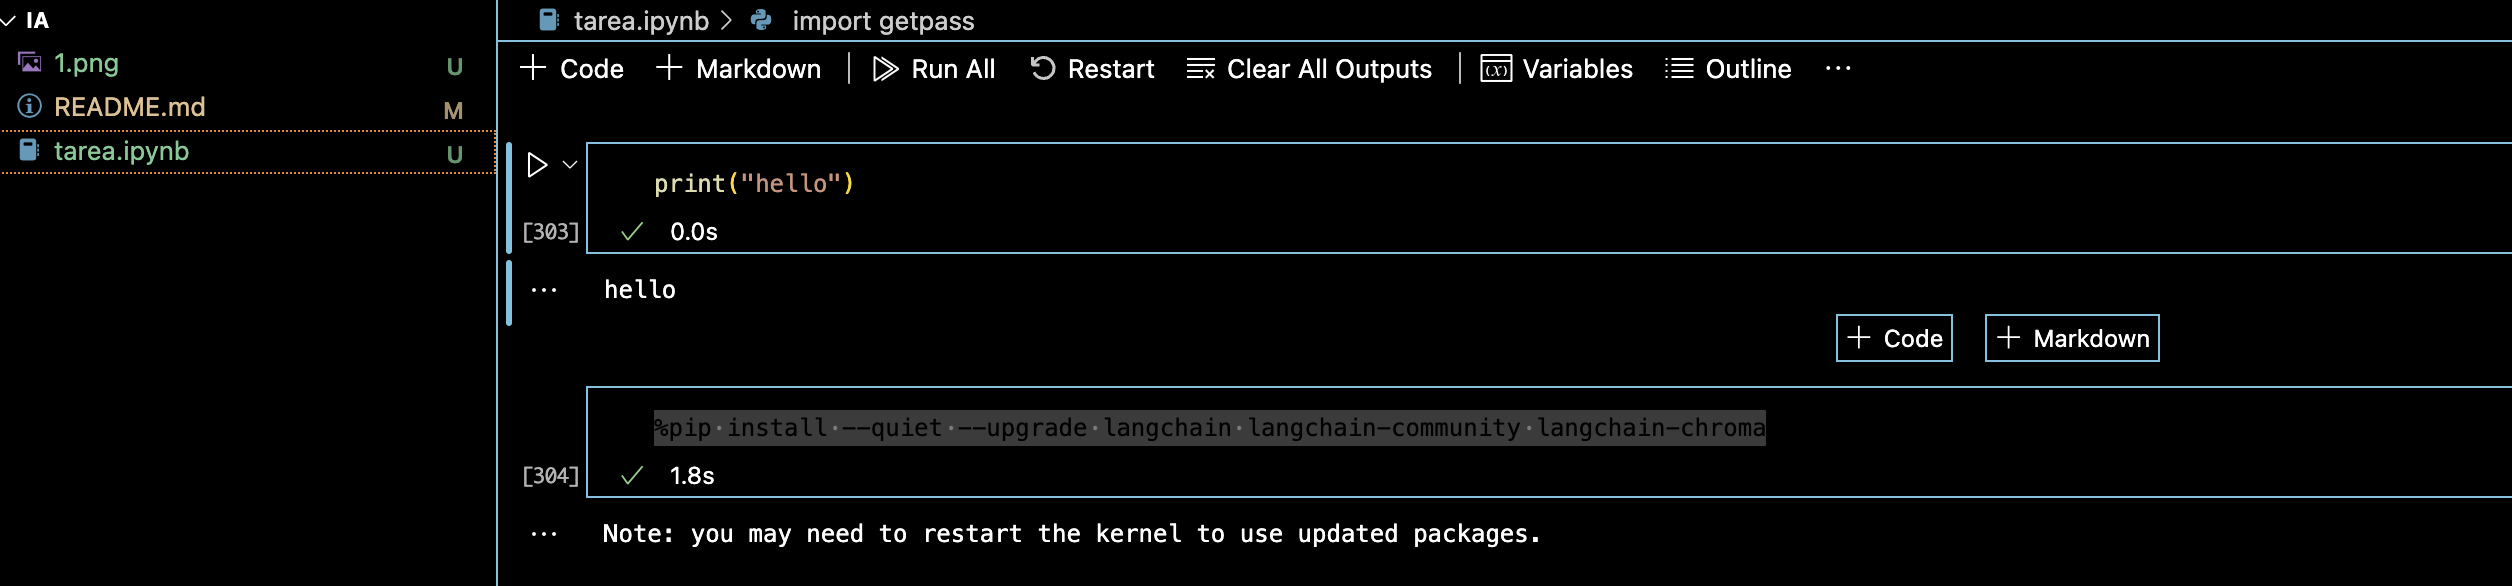 IA
1.png U
README.md M
tarea.ipynb U
tarea.ipynb > import getpass
+ Code + Markdown | Run All Restart Clear All Outputs | (x) Variables Outline ...
print("hello")
[303] ✓ 0.0s
... hello
+ Code + Markdown
%pip install --quiet --upgrade langchain langchain-community langchain-chroma
[304] ✓ 1.8s
... Note: you may need to restart the kernel to use updated packages.